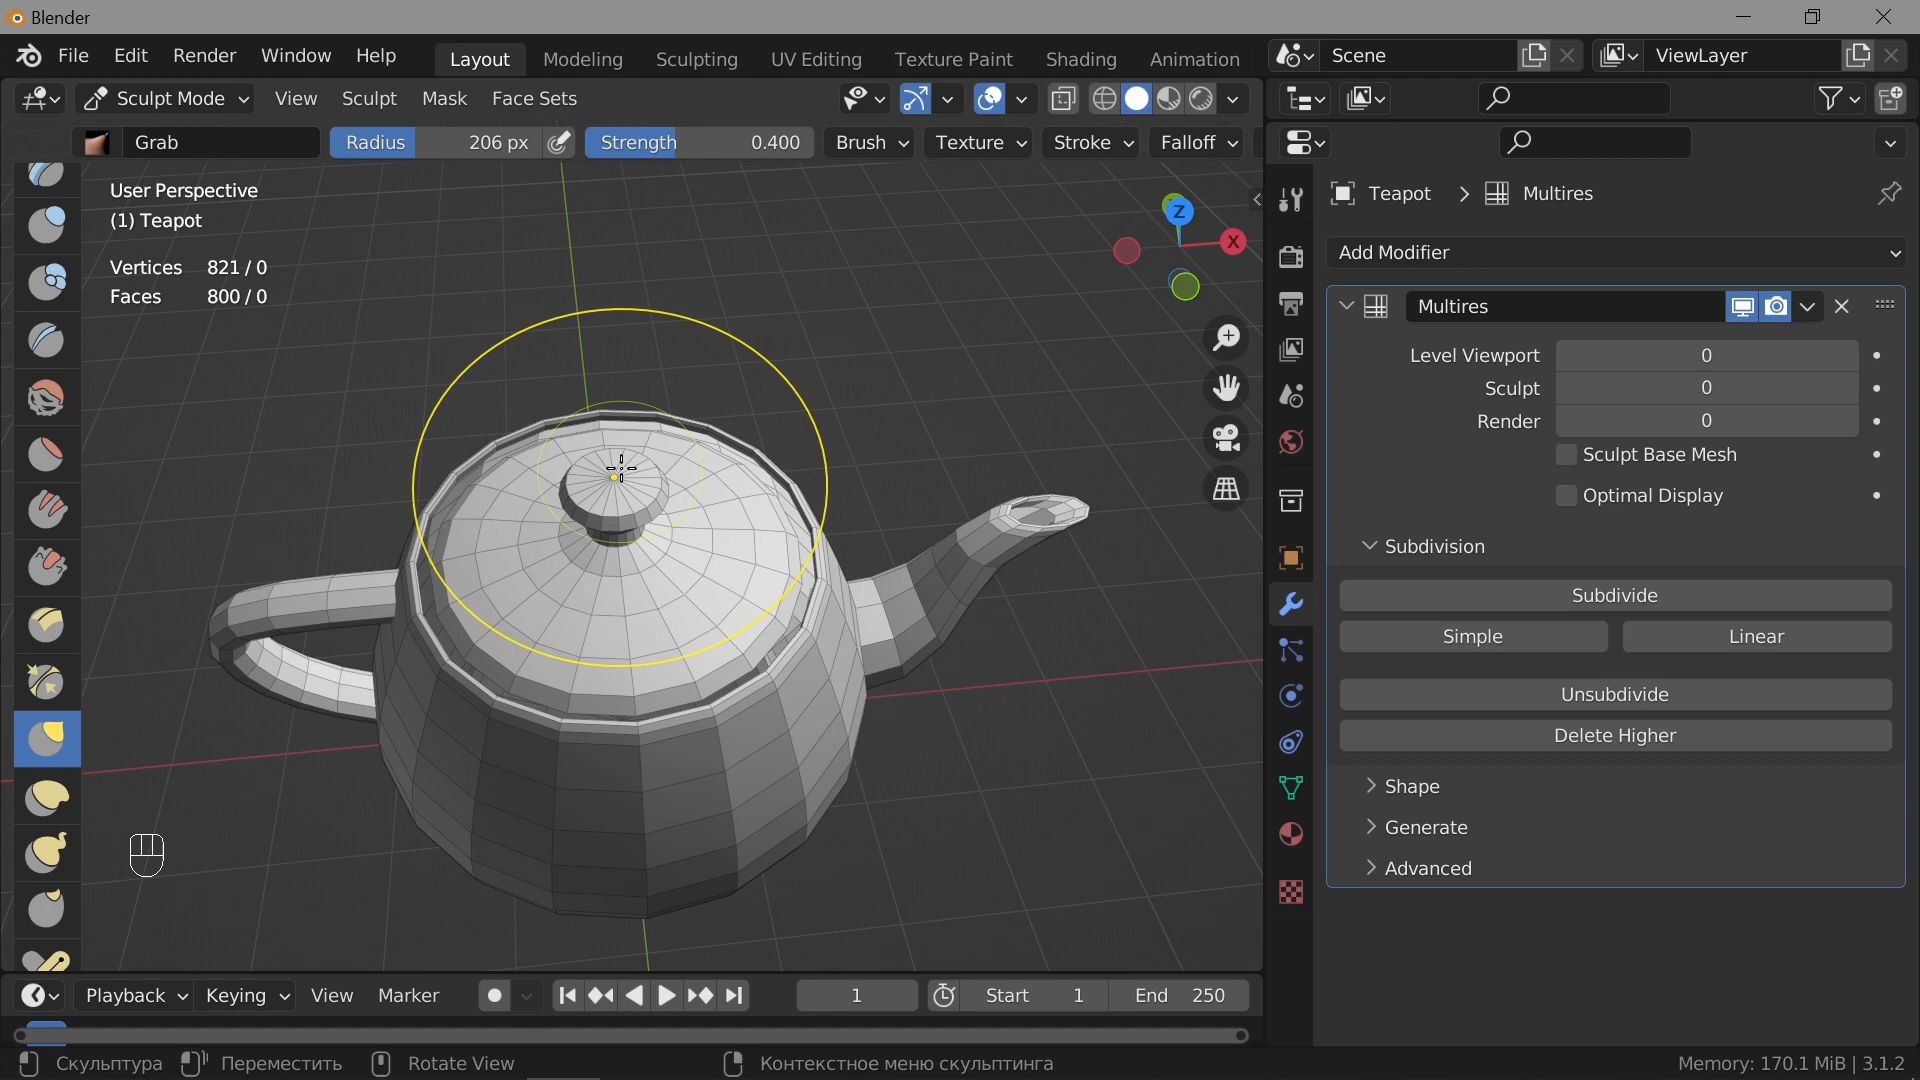 Blender
File Edit Render Window Help Layout Modeling Sculpting UV Editing Texture Paint Shading Animation Scene ViewLayer
Sculpt Mode View Sculpt Mask Face Sets
Grab Radius 206 px Strength 0.400 Brush Texture Stroke Falloff
User Perspective
(1) Teapot
Vertices 821 / 0
Faces 800 / 0
Z
X
Teapot > Multires
Add Modifier
Multires
Level Viewport 0
Sculpt 0
Render 0
Sculpt Base Mesh
Optimal Display
Subdivision
Subdivide
Simple Linear
Unsubdivide
Delete Higher
Shape
Generate
Advanced
Playback Keying View Marker 1 Start 1 End 250
Скульптура Переместить Rotate View Контекстное меню скульптинга Memory: 170.1 MiB | 3.1.2